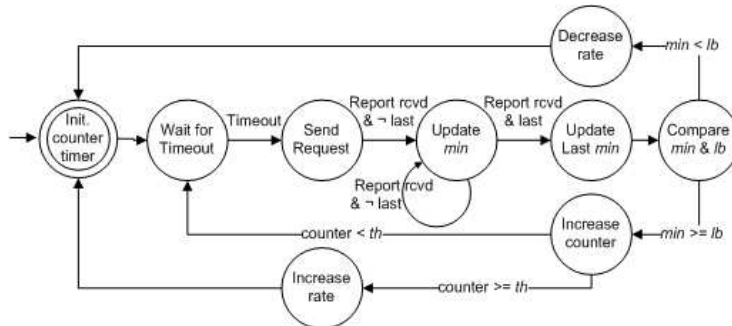 Decrease
rate
min < lb
Init.
counter
timer
Wait for
Timeout
Timeout
Send
Request
Report rcvd
& ¬ last
Update
min
Report rcvd
& ¬ last
Report rcvd
& last
Update
Last min
Compare
min & lb
Increase
counter
min >= lb
counter < th
Increase
rate
counter >= th